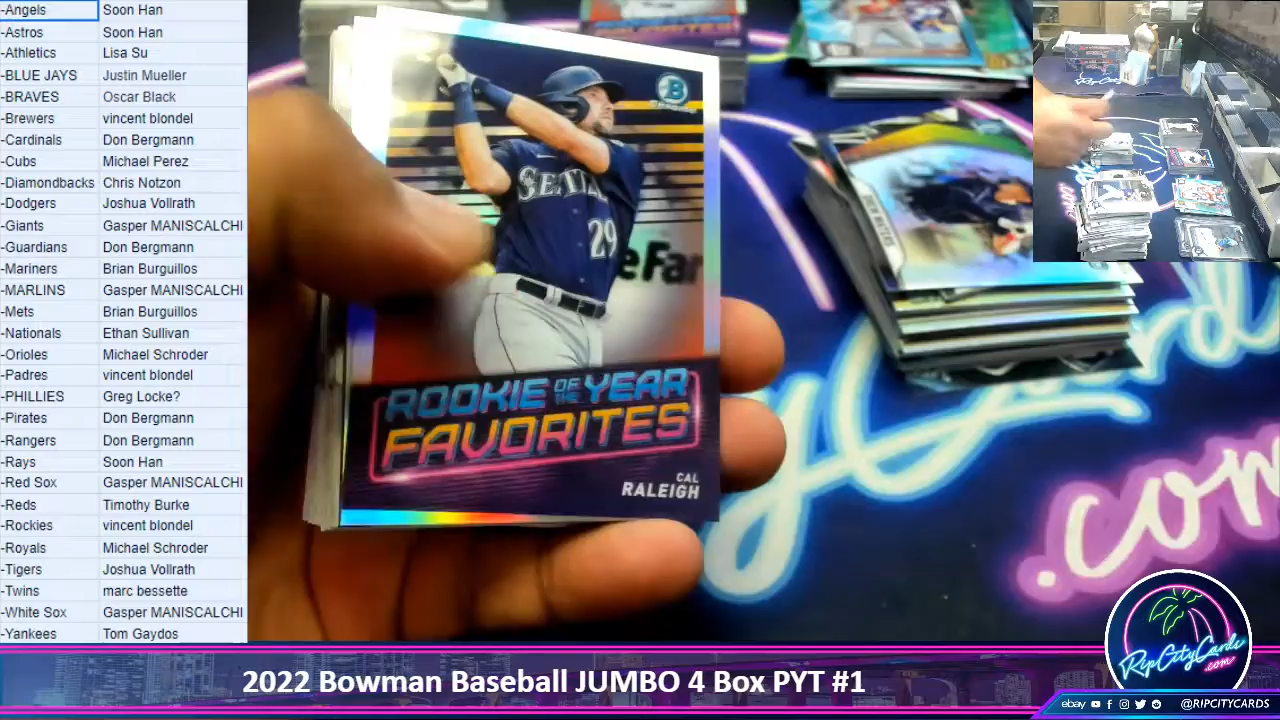 -Angels Soon Han
-Astros Soon Han
-Athletics Lisa Su
-BLUE JAYS Justin Mueller
-BRAVES Oscar Black
-Brewers vincent blondel
-Cardinals Don Bergmann
-Cubs Michael Perez
-Diamondbacks Chris Notzon
-Dodgers Joshua Vollrath
-Giants Gasper MANISCALCHI
-Guardians Don Bergmann
-Mariners Brian Burguillos
-MARLINS Gasper MANISCALCHI
-Mets Brian Burguillos
-Nationals Ethan Sullivan
-Orioles Michael Schroder
-Padres vincent blondel
-PHILLIES Greg Locke?
-Pirates Don Bergmann
-Rangers Don Bergmann
-Rays Soon Han
-Red Sox Gasper MANISCALCHI
-Reds Timothy Burke
-Rockies vincent blondel
-Royals Michael Schroder
-Tigers Joshua Vollrath
-Twins marc bessette
-White Sox Gasper MANISCALCHI
-Yankees Tom Gaydos
B
29
eFar
ROOKIE OF THE YEAR
FAVORITES
CAL
RALEIGH
.com
RipCityCards
.com
2022 Bowman Baseball JUMBO 4 Box PYT #1
ebay @RIPCITYCARDS